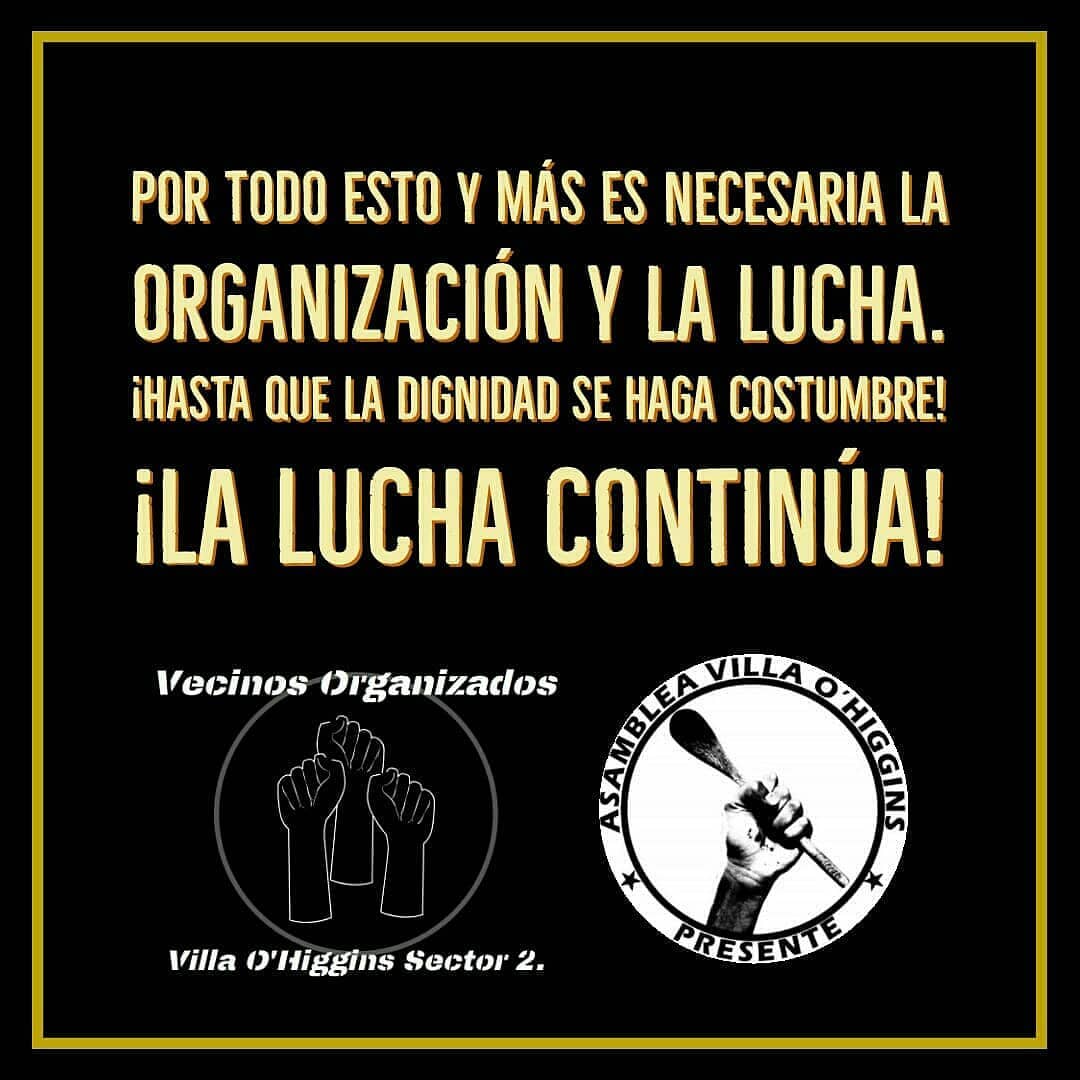 POR TODO ESTO Y MÁS ES NECESARIA LA
ORGANIZACIÓN Y LA LUCHA.
¡HASTA QUE LA DIGNIDAD SE HAGA COSTUMBRE!
¡LA LUCHA CONTINÚA!
Vecinos Organizados
Villa O'Higgins Sector 2.
ASAMBLEA VILLA O'HIGGINS
PRESENTE